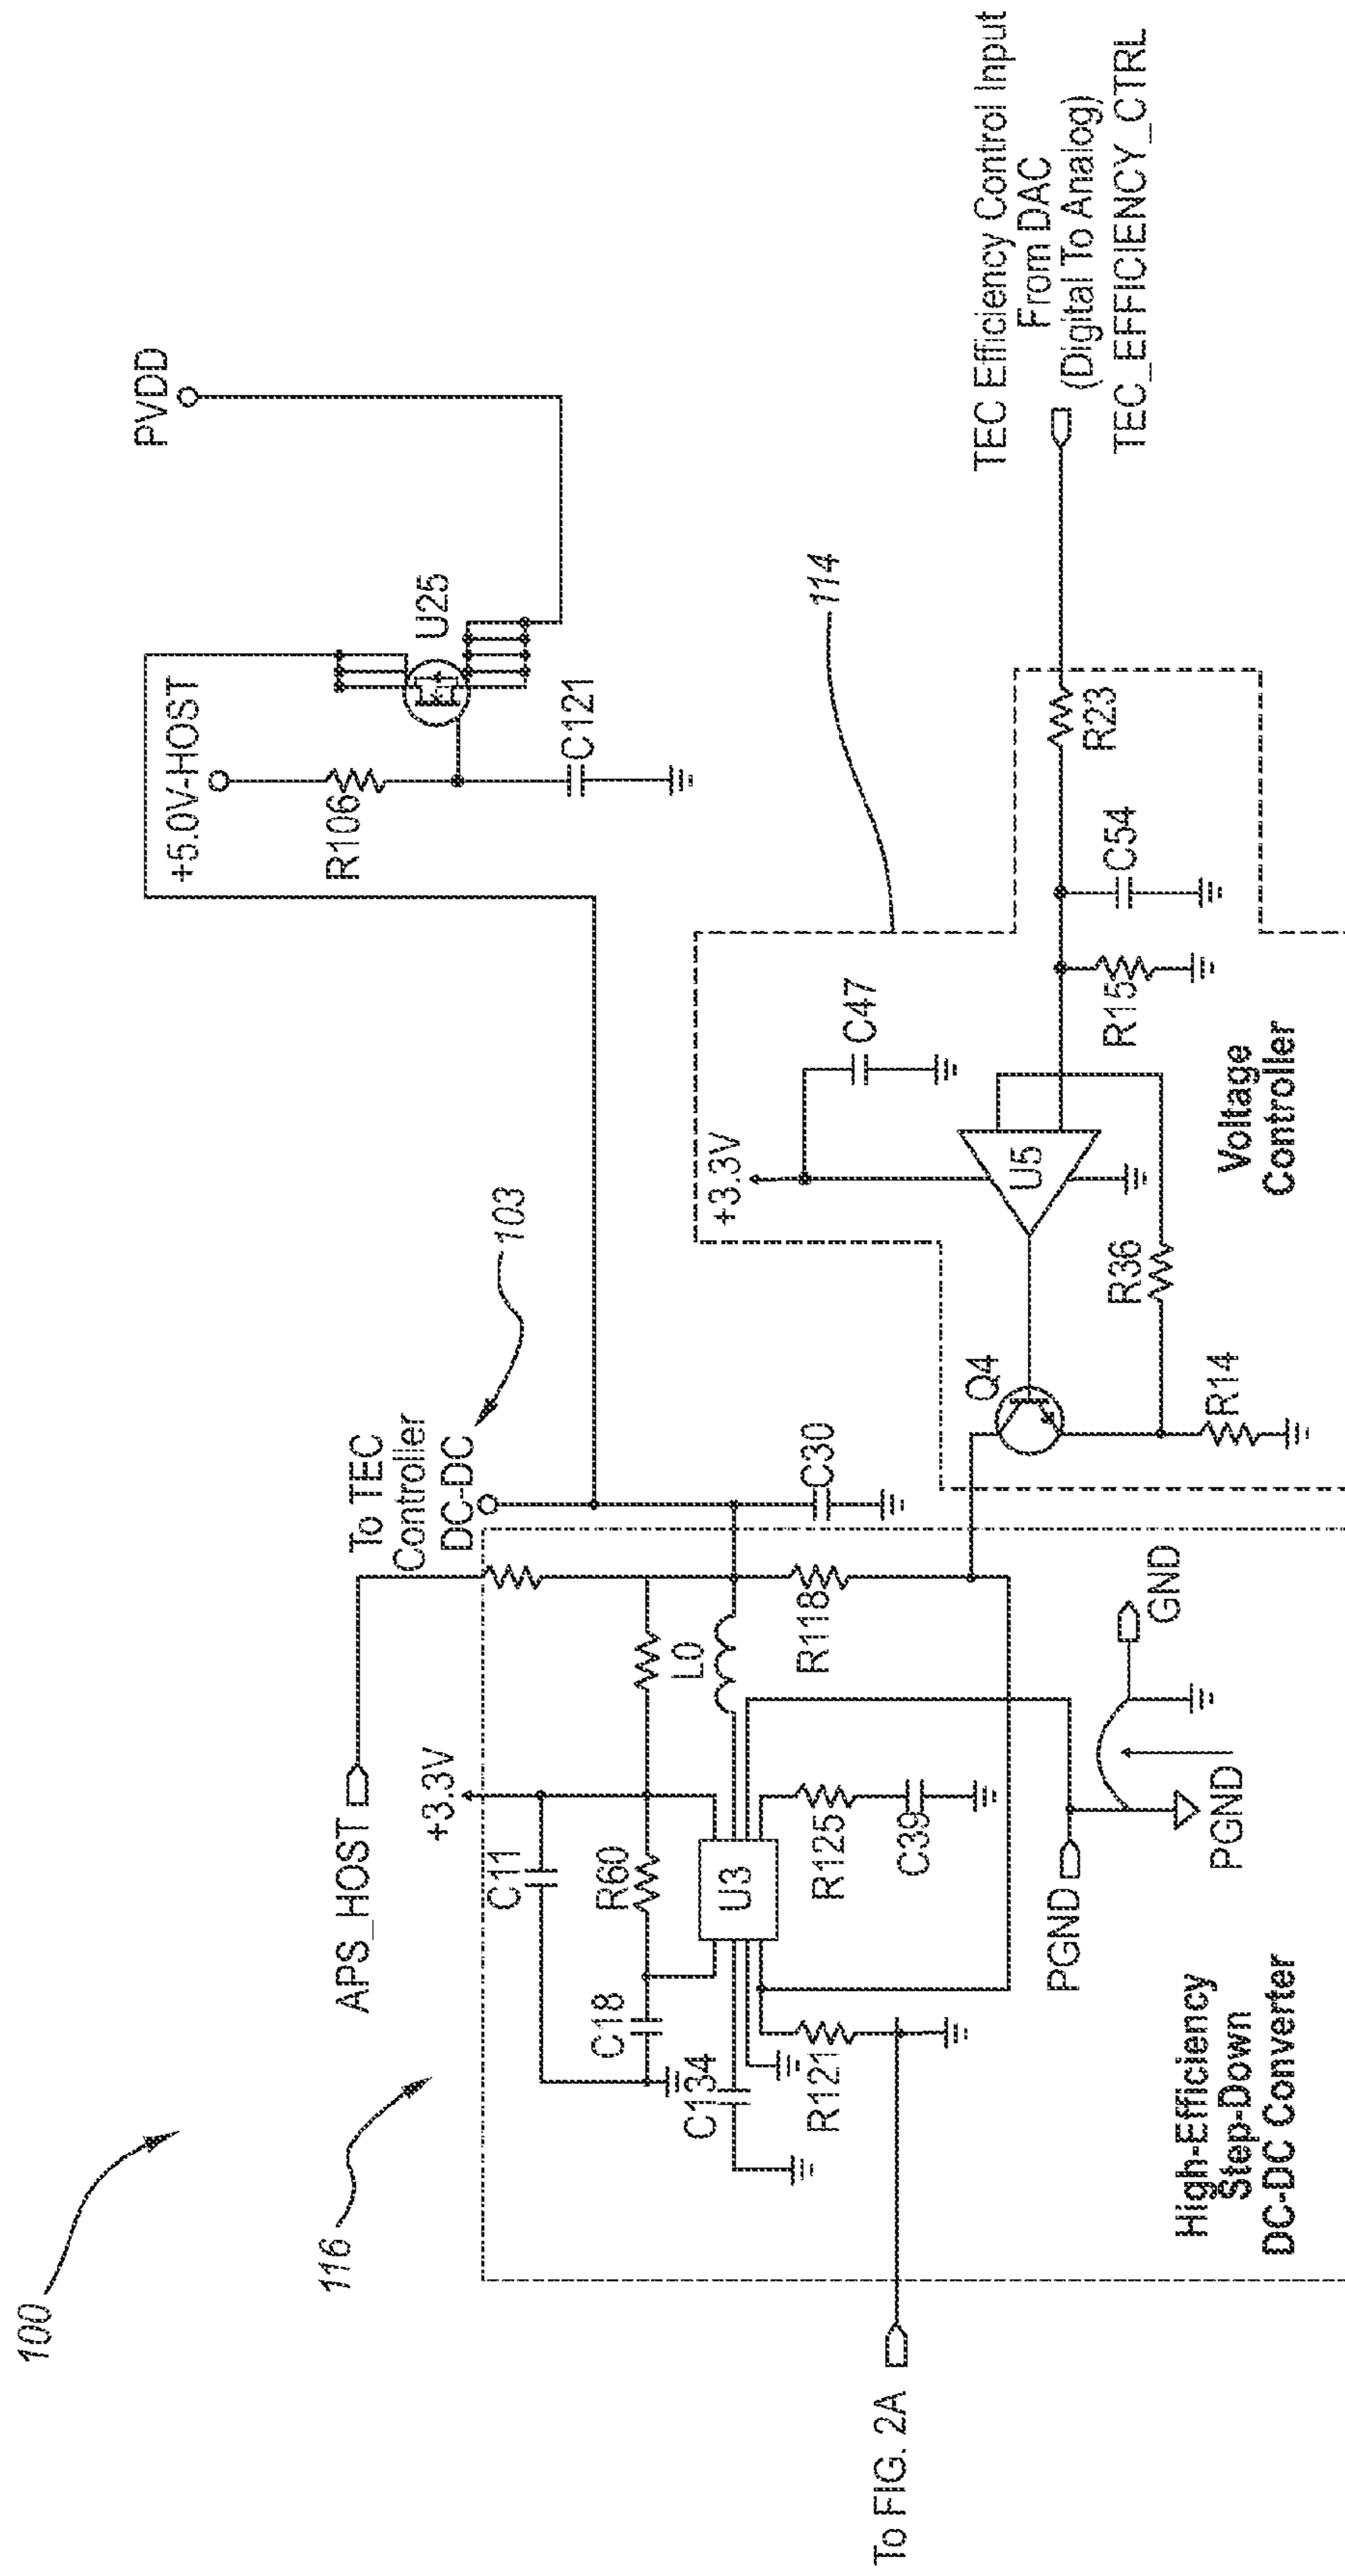 100
116
103
114
APS_HOST
To TEC
Controller
DC-DC
+5.0V-HOST
PVDD
R106
U25
C121
+3.3V
C11
R60
C18
L0
C134
U3
R121
R125
C39
R118
C30
PGND
PGND
GND
To FIG. 2A
High-Efficiency
Step-Down
DC-DC Converter
+3.3V
C47
Q4
U5
R36
R14
R15
C54
R23
Voltage
Controller
TEC Efficiency Control Input
From DAC
(Digital To Analog)
TEC_EFFICIENCY_CTRL